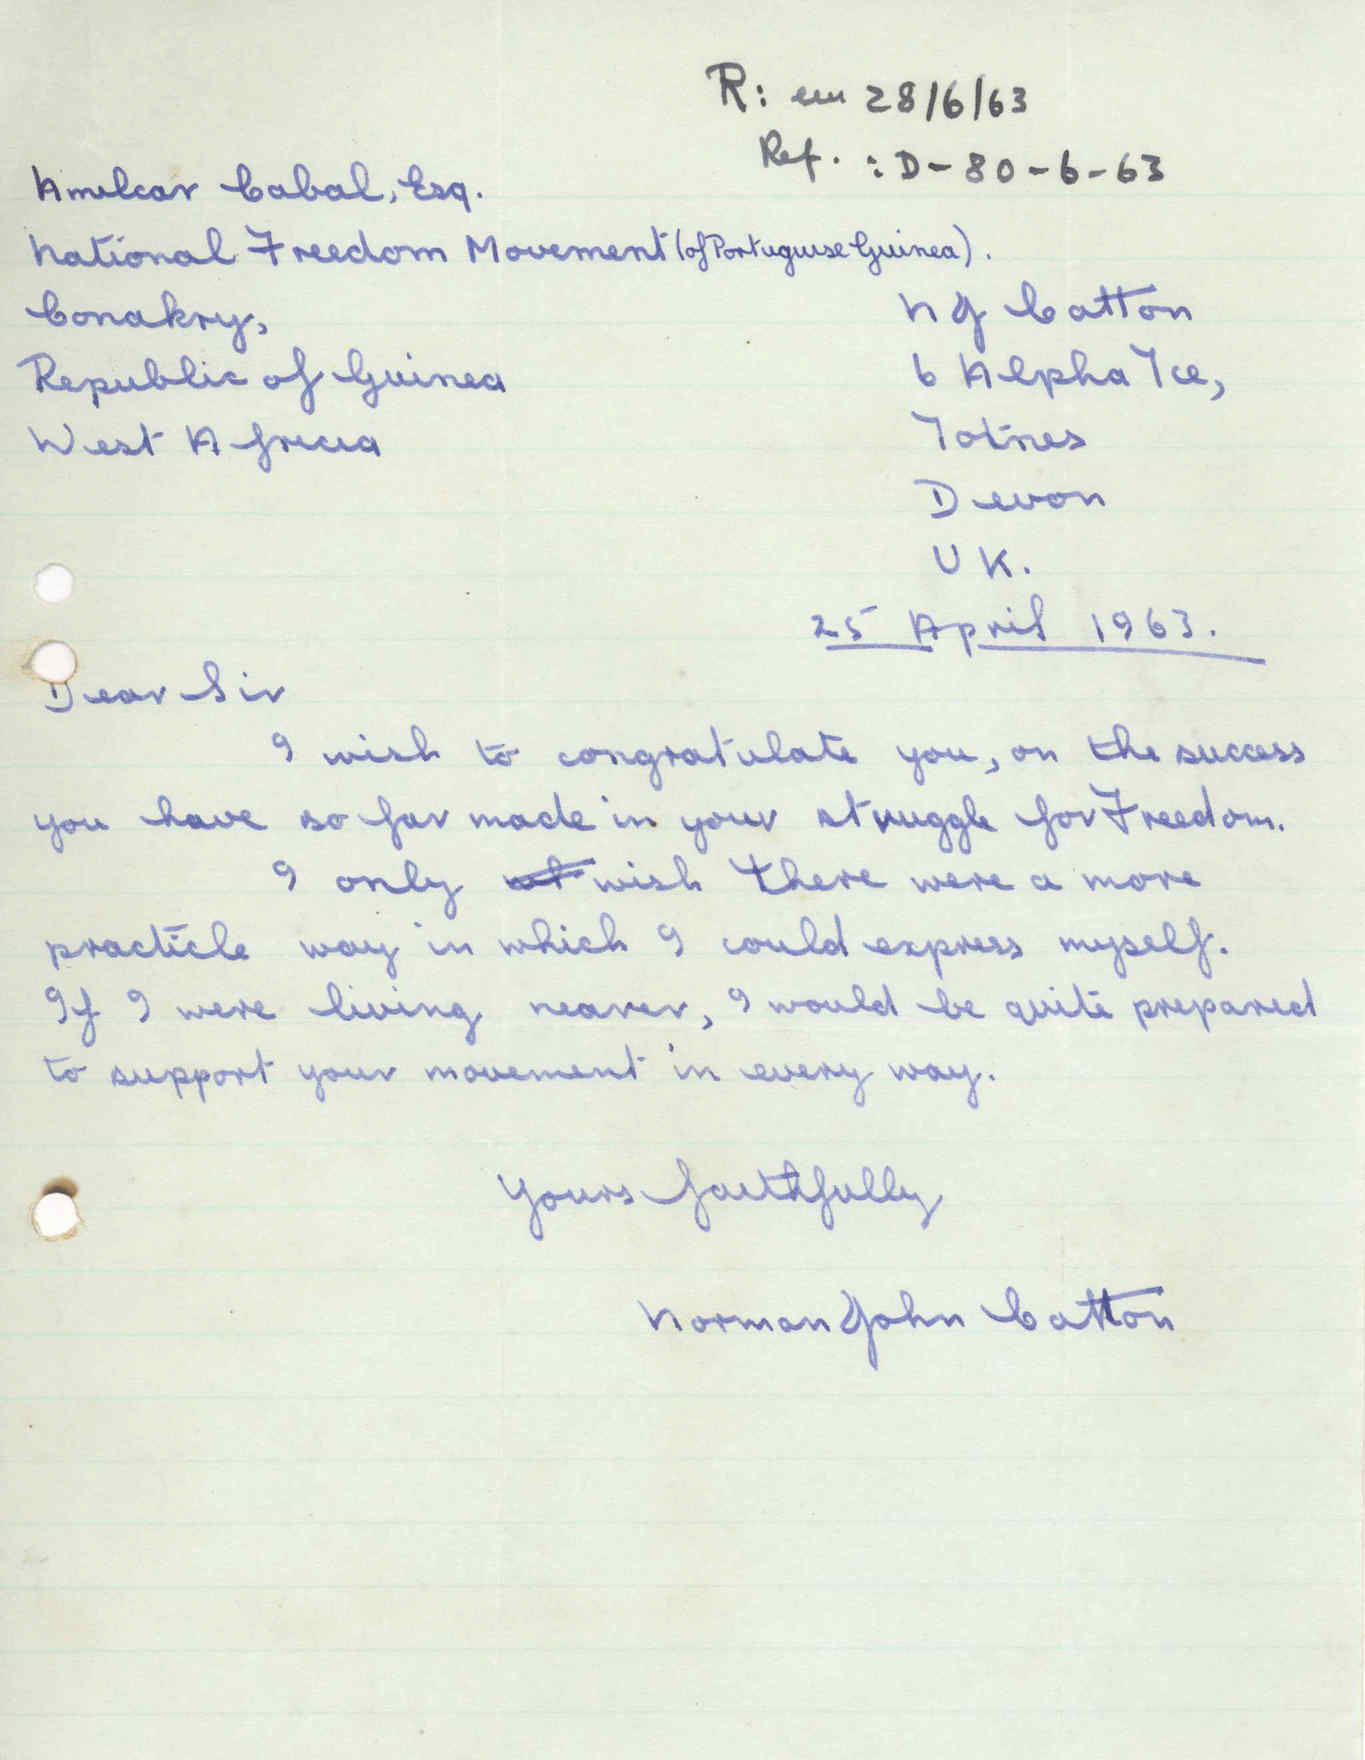 R: em 28/6/63
Ref. : D-80-6-63
Amilcar Cabal, Esq.
National Freedom Movement (of Portuguese Guinea).
Conakry,
Republic of Guinea
West Africa
N J Catton
6 Alpha Tce,
Totnes
Devon
UK.
25 April 1963.
Dear Sir
I wish to congratulate you, on the success
you have so far made in your struggle for Freedom.
I only wish there were a more
practicle way in which I could express myself.
If I were living nearer, I would be quite prepared
to support your movement in every way.
Yours faithfully
Norman John Catton